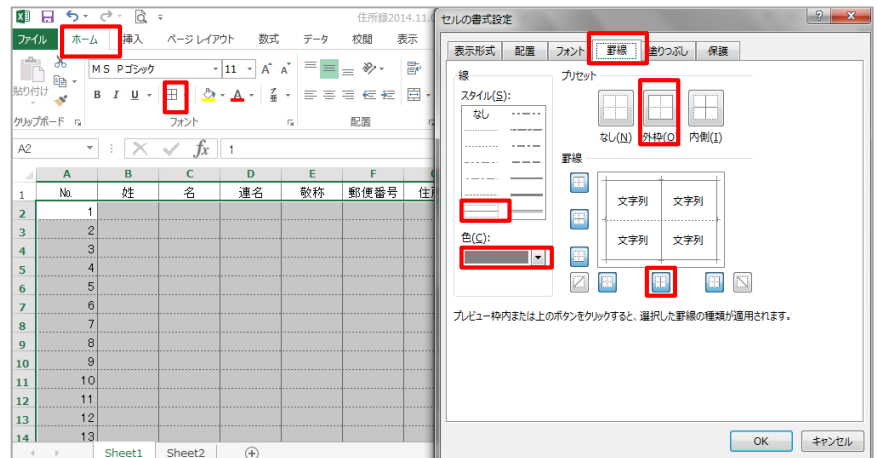 住所録2014.11.0
ファイル ホーム 挿入 ページ レイアウト 数式 データ 校閲 表示
貼り付け
MS Pゴシック 11 A A
B I U A
クリップボード フォント 配置
A2 fx 1
A B C D E F
1 No. 姓 名 連名 敬称 郵便番号
2 1
3 2
4 3
5 4
6 5
7 6
8 7
9 8
10 9
11 10
12 11
13 12
14 13
Sheet1 Sheet2
セルの書式設定
表示形式 配置 フォント 罫線 塗りつぶし 保護
線
スタイル(S):
なし
色(C):
プリセット
なし(N) 外枠(O) 内側(I)
罫線
文字列 文字列
文字列 文字列
プレビュー枠内または上のボタンをクリックすると、選択した罫線の種類が適用されます。
OK キャンセル